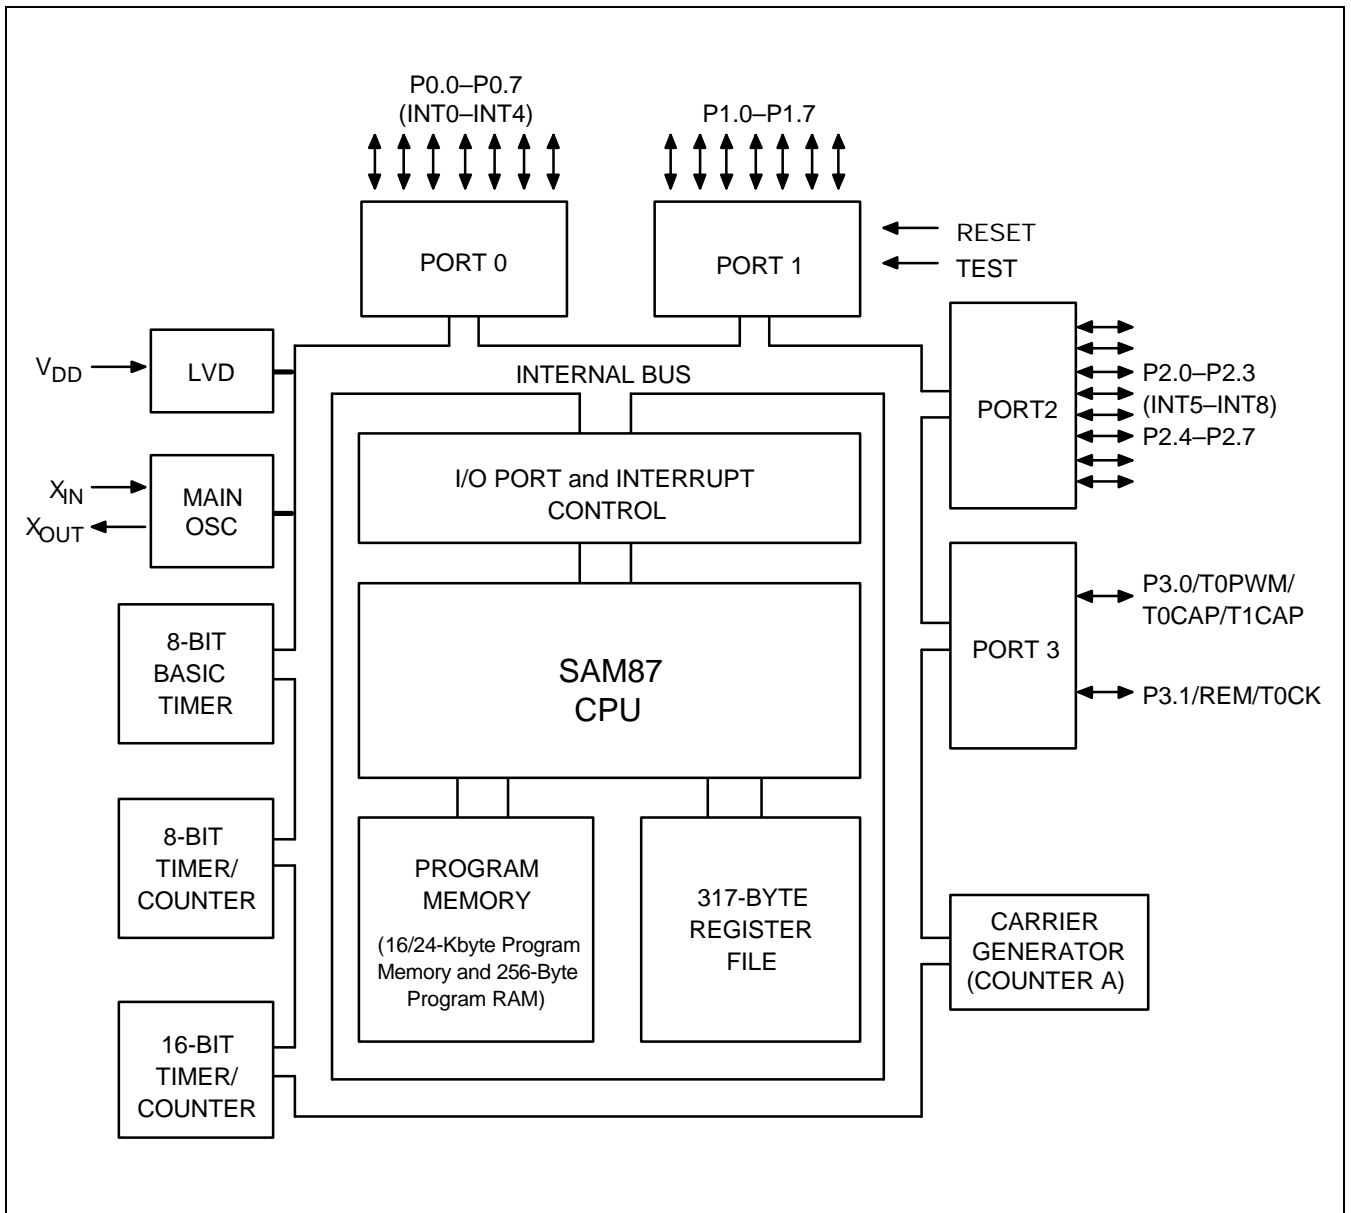 P0.0–P0.7
(INT0–INT4)
P1.0–P1.7
PORT 0
PORT 1
RESET
TEST
VDD
LVD
INTERNAL BUS
PORT2
P2.0–P2.3
(INT5–INT8)
P2.4–P2.7
XIN
XOUT
MAIN
OSC
I/O PORT and INTERRUPT
CONTROL
8-BIT
BASIC
TIMER
SAM87
CPU
PORT 3
P3.0/T0PWM/
T0CAP/T1CAP
P3.1/REM/T0CK
8-BIT
TIMER/
COUNTER
PROGRAM
MEMORY
(16/24-Kbyte Program
Memory and 256-Byte
Program RAM)
317-BYTE
REGISTER
FILE
CARRIER
GENERATOR
(COUNTER A)
16-BIT
TIMER/
COUNTER